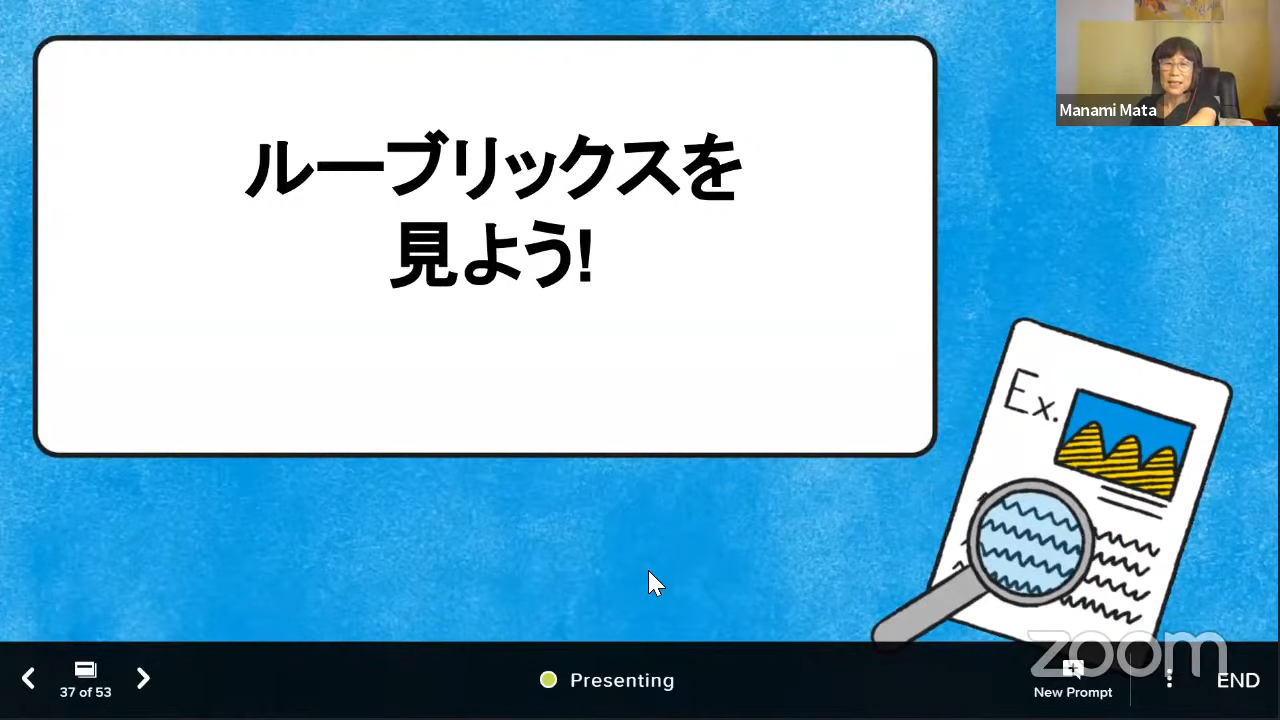 ルーブリックスを
見よう!
Manami Mata
Ex.
zoom
37 of 53
Presenting
New Prompt
END